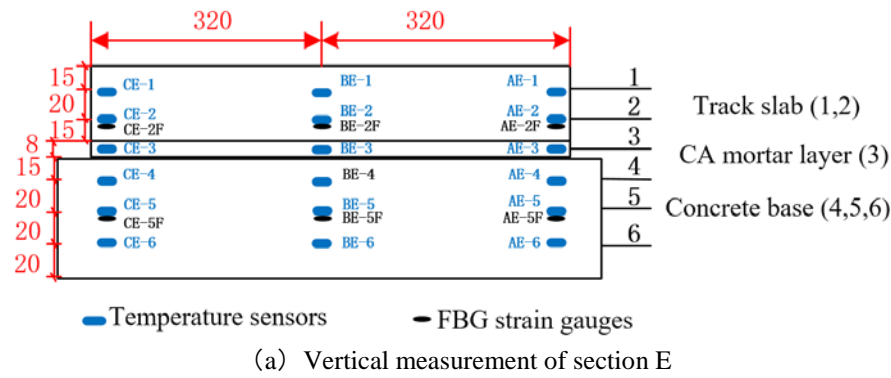 320 320
15 CE-1 BE-1 AE-1 1
20 CE-2 BE-2 AE-2 2 Track slab (1,2)
15 CE-2F BE-2F AE-2F 3
8 CE-3 BE-3 AE-3 CA mortar layer (3)
15 CE-4 BE-4 AE-4 4
20 CE-5 BE-5 AE-5 5 Concrete base (4,5,6)
20 CE-5F BE-5F AE-5F
20 CE-6 BE-6 AE-6 6
Temperature sensors FBG strain gauges
(a) Vertical measurement of section E